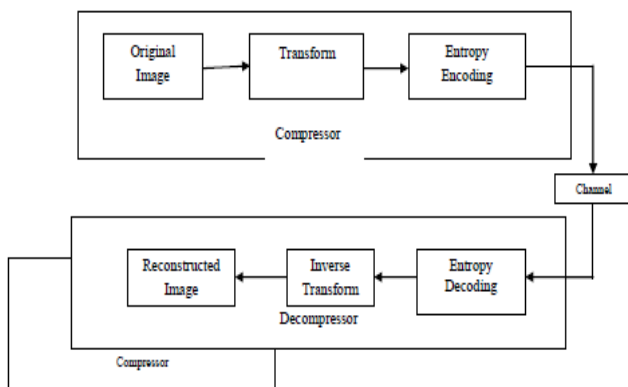 Original
Image
Transform
Entropy
Encoding
Compressor
Channel
Reconstructed
Image
Inverse
Transform
Entropy
Decoding
Decompressor
Compressor